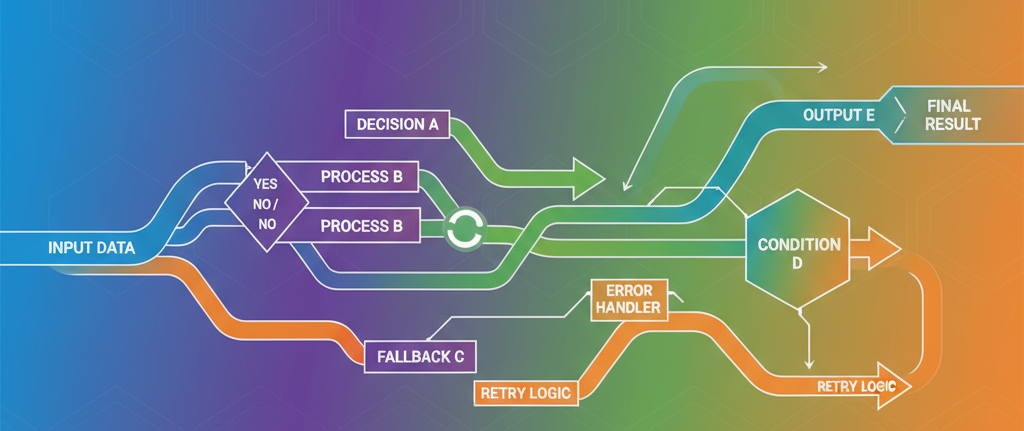 DECISION A
OUTPUT E
FINAL
RESULT
YES
NO /
NO
PROCESS B
PROCESS B
INPUT DATA
CONDITION
D
ERROR
HANDLER
FALLBACK C
RETRY LOGIC
RETRY LOGIC